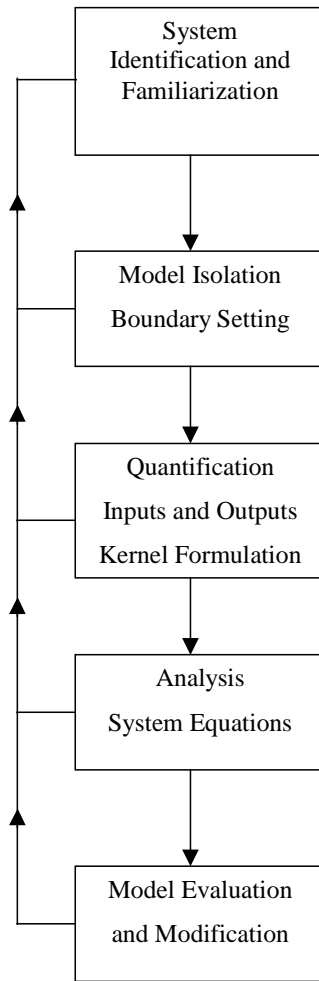 System
Identification and
Familiarization
Model Isolation
Boundary Setting
Quantification
Inputs and Outputs
Kernel Formulation
Analysis
System Equations
Model Evaluation
and Modification